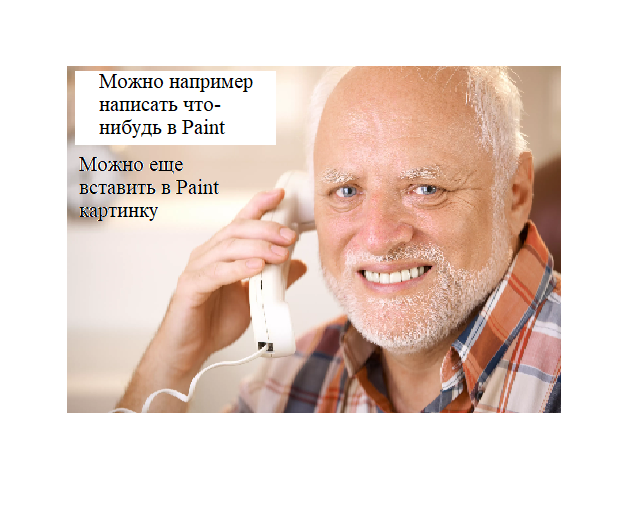 Можно например
написать что-
нибудь в Paint
Можно еще
вставить в Paint
картинку